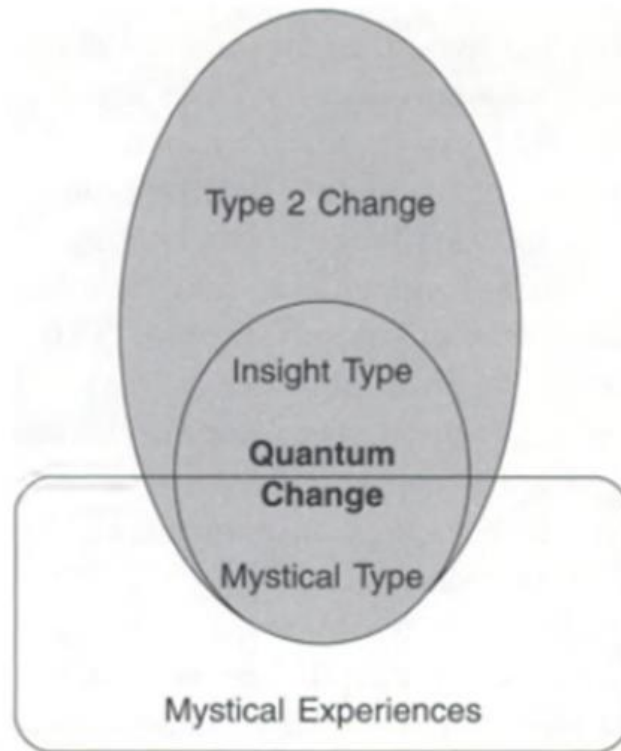 Type 2 Change
Insight Type
Quantum
Change
Mystical Type
Mystical Experiences